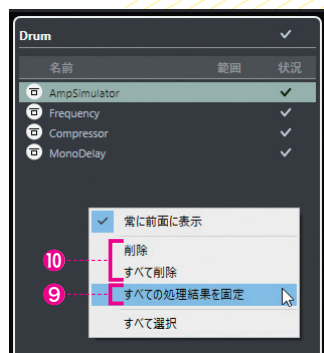 Drum
名前 範囲 状況
AmpSimulator
Frequency
Compressor
MonoDelay
常に前面に表示
削除
すべて削除
すべての処理結果を固定
すべて選択
⑩
⑨